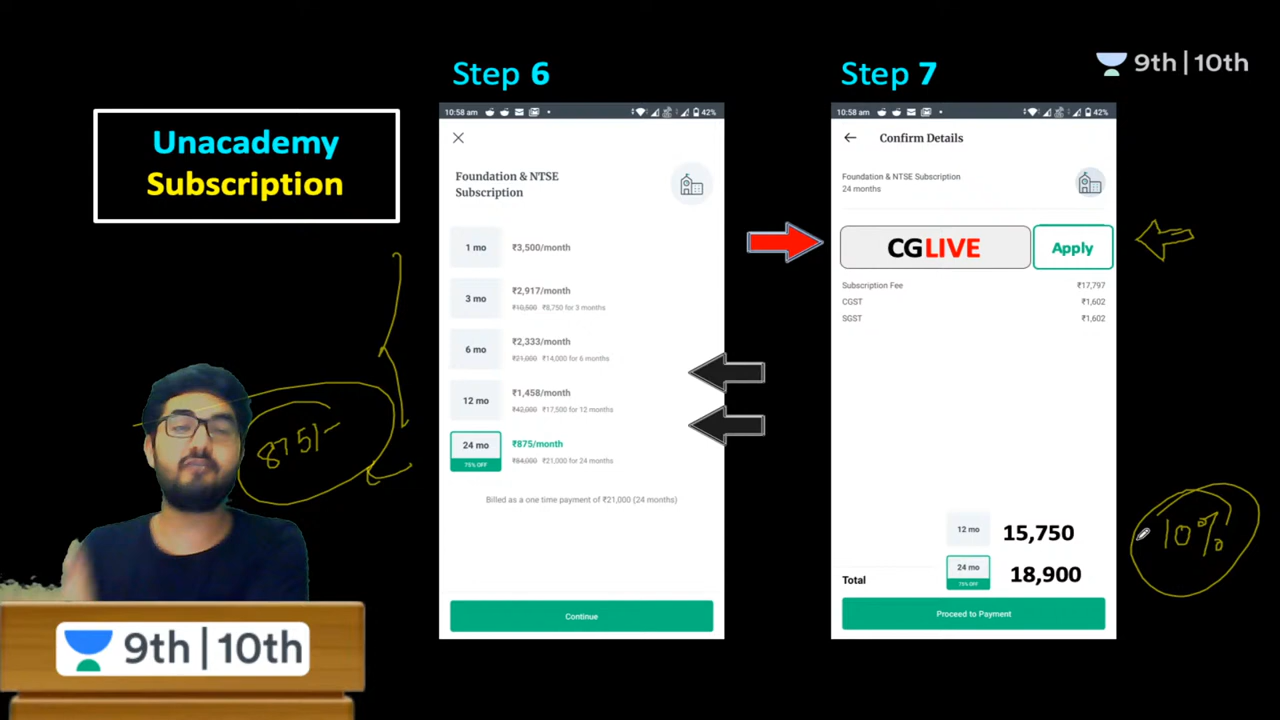 Step 6
Step 7
9th|10th
Unacademy
Subscription
10:58 am
42%
Foundation & NTSE
Subscription
1 mo
₹3,500/month
3 mo
₹2,917/month
₹10,500 ₹8,750 for 3 months
6 mo
₹2,333/month
₹21,000 ₹14,000 for 6 months
12 mo
₹1,458/month
₹42,000 ₹17,500 for 12 months
24 mo
75% OFF
₹875/month
₹84,000 ₹21,000 for 24 months
Billed as a one time payment of ₹21,000 (24 months)
Continue
10:58 am
42%
Confirm Details
Foundation & NTSE Subscription
24 months
CGLIVE
Apply
Subscription Fee ₹17,797
CGST ₹1,602
SGST ₹1,602
12 mo 15,750
Total
24 mo 18,900
75% OFF
Proceed to Payment
875/-
10%
9th|10th